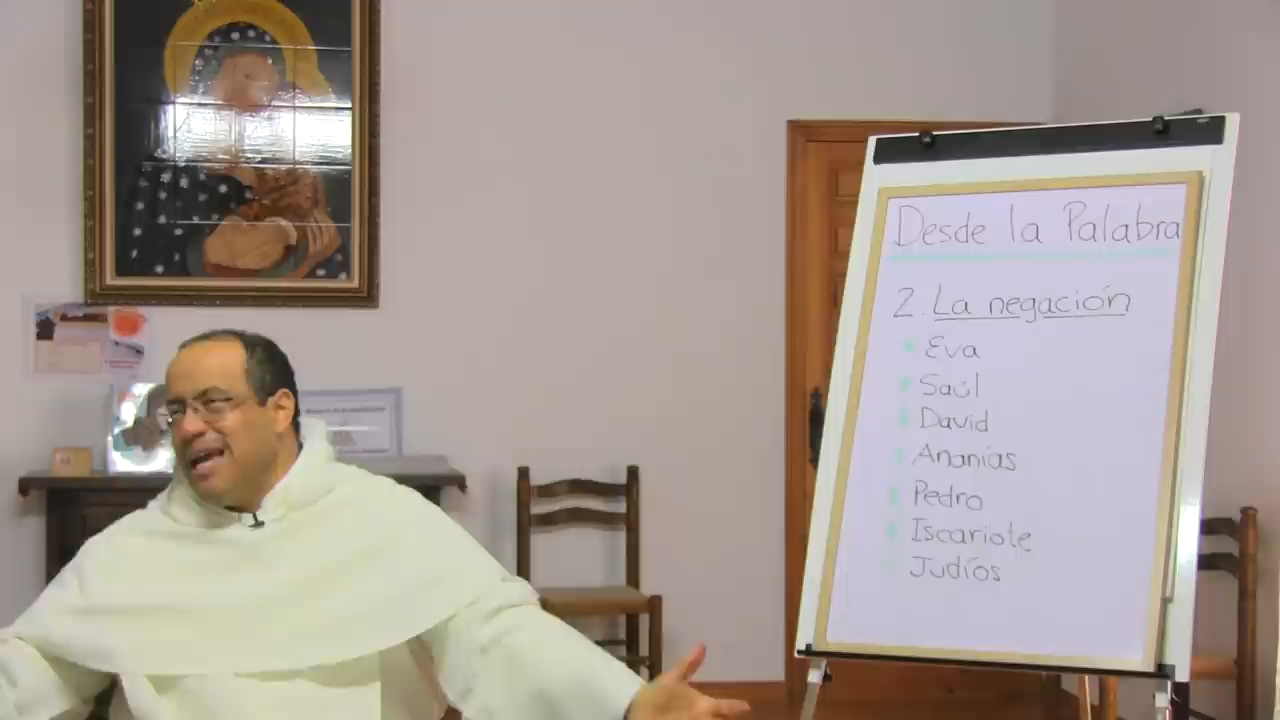 Desde la Palabra
2. La negación
Eva
Saúl
David
Ananías
Pedro
Iscariote
Judíos